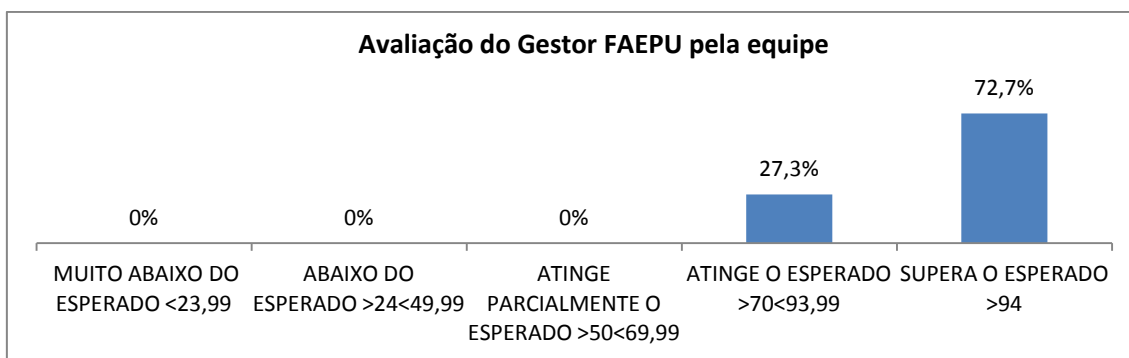 Avaliação do Gestor FAEPU pela equipe
72,7%
27,3%
0%
0%
0%
MUITO ABAIXO DO
ESPERADO <23,99
ABAIXO DO
ESPERADO >24<49,99
ATINGE
PARCIALMENTE O
ESPERADO >50<69,99
ATINGE O ESPERADO
>70<93,99
SUPERA O ESPERADO
>94